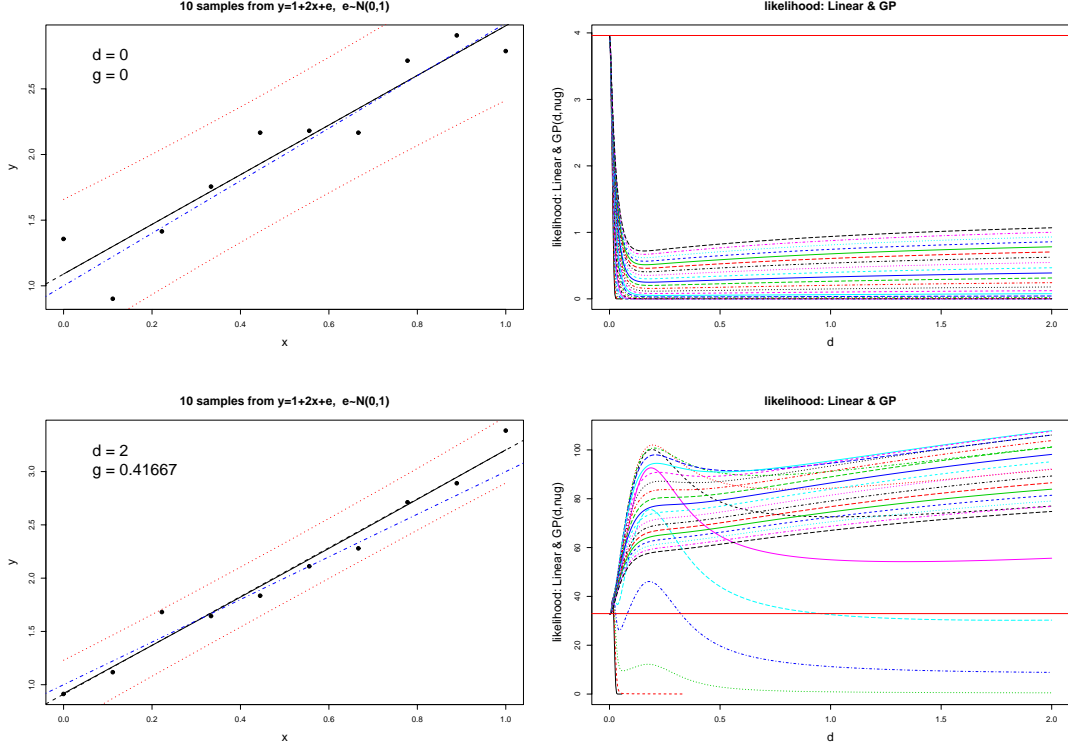 10 samples from y=1+2x+e, e~N(0,1)
d = 0
g = 0
y
1.0 1.5 2.0 2.5
0.0 0.2 0.4 0.6 0.8 1.0
x
likelihood: Linear & GP
likelihood: Linear & GP(d,nug)
0 1 2 3 4
0.0 0.5 1.0 1.5 2.0
d
10 samples from y=1+2x+e, e~N(0,1)
d = 2
g = 0.41667
y
1.0 1.5 2.0 2.5 3.0
0.0 0.2 0.4 0.6 0.8 1.0
x
likelihood: Linear & GP
likelihood: Linear & GP(d,nug)
0 20 40 60 80
0.0 0.5 1.0 1.5 2.0
d